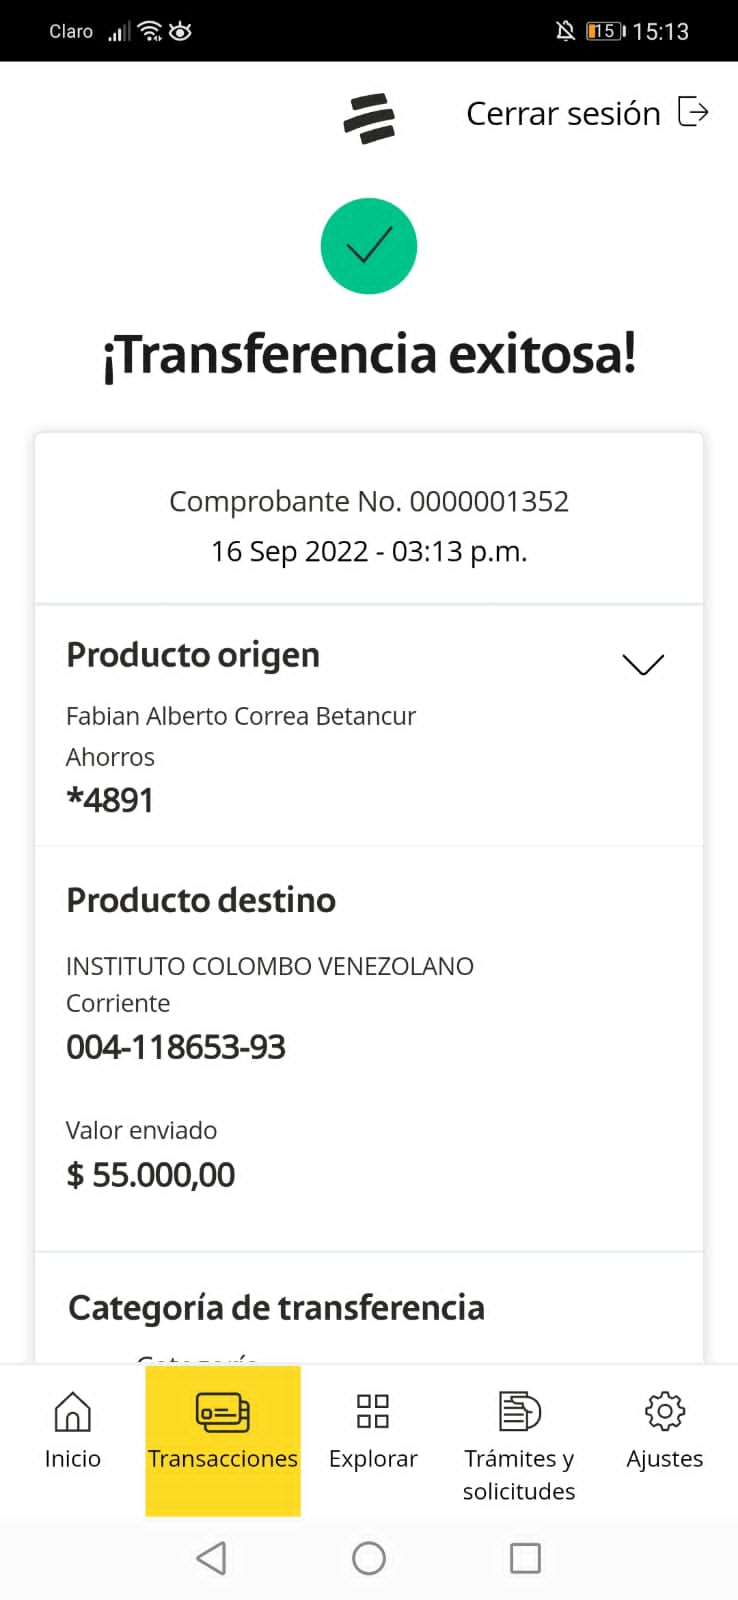 Claro 15 15:13
Cerrar sesión
¡Transferencia exitosa!
Comprobante No. 0000001352
16 Sep 2022 - 03:13 p.m.
Producto origen
Fabian Alberto Correa Betancur
Ahorros
*4891
Producto destino
INSTITUTO COLOMBO VENEZOLANO
Corriente
004-118653-93
Valor enviado
$ 55.000,00
Categoría de transferencia
Inicio
Transacciones
Explorar
Trámites y
solicitudes
Ajustes